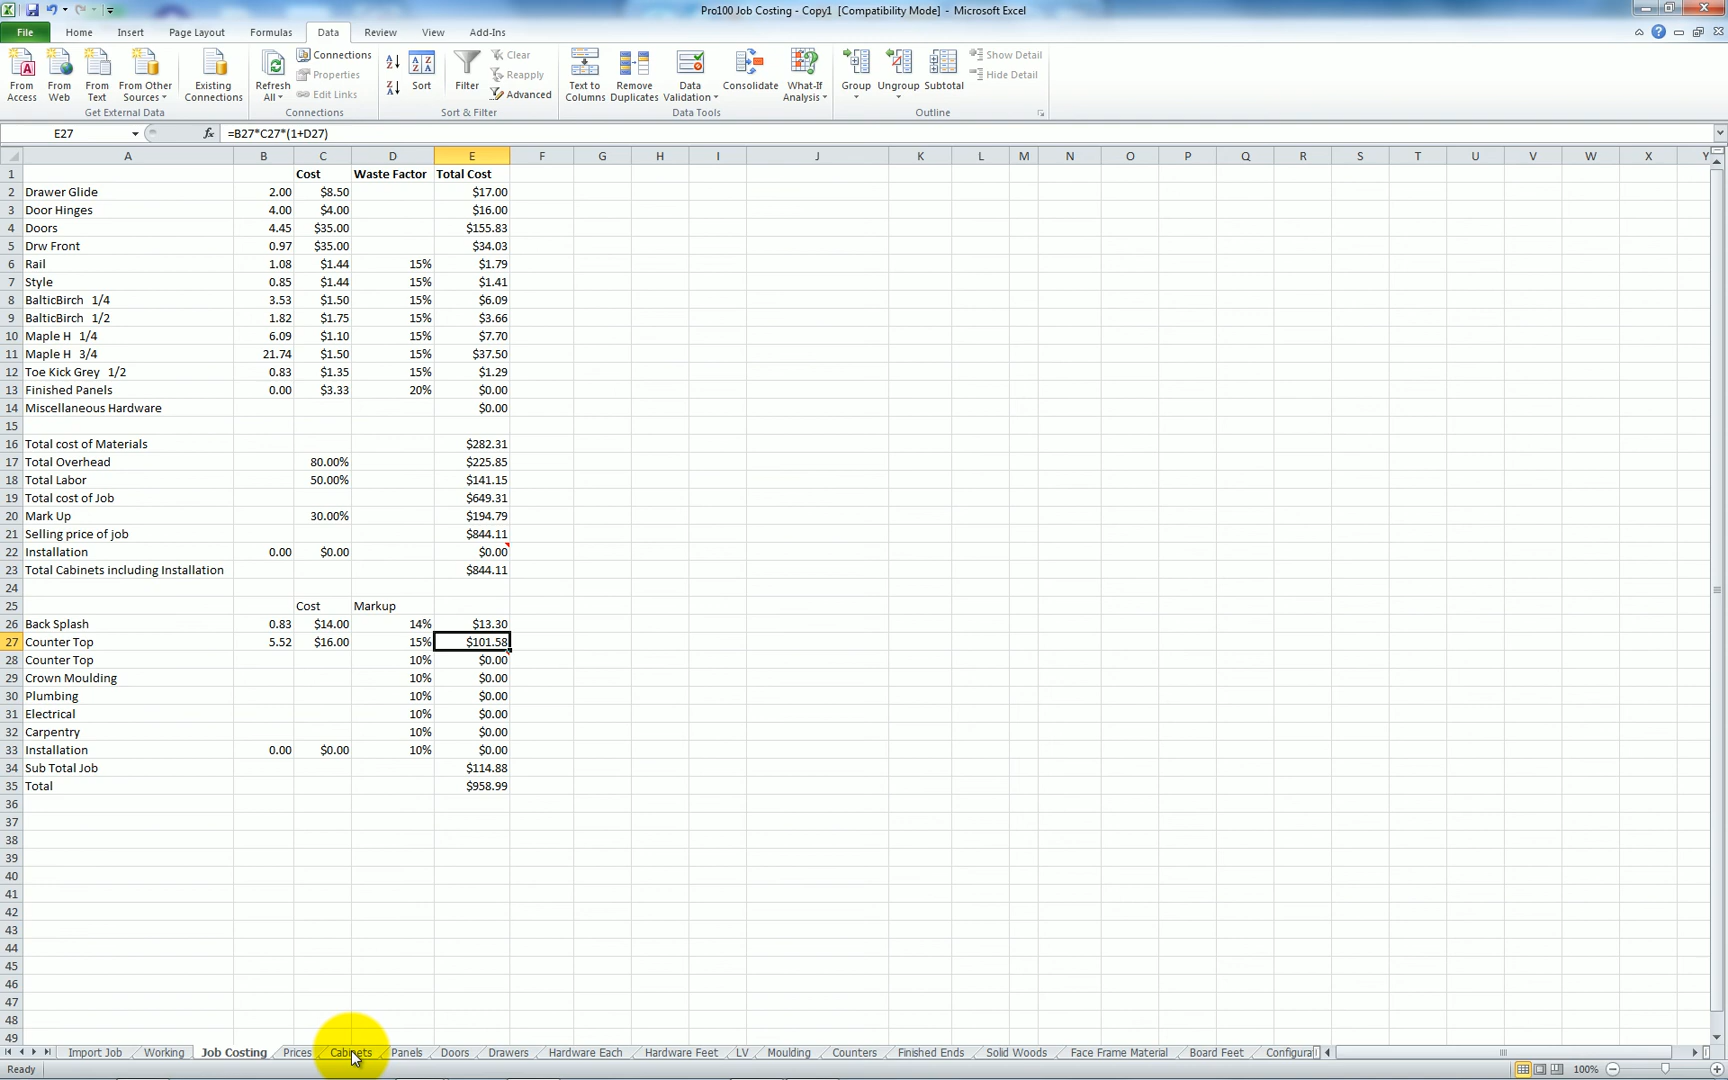 Pro100 Job Costing - Copy1 [Compatibility Mode] - Microsoft Excel
File Home Insert Page Layout Formulas Data Review View Add-Ins
From Access From Web From Text From Other Sources Existing Connections Refresh All Connections Properties Edit Links Sort Filter Clear Reapply Advanced Text to Columns Remove Duplicates Data Validation Consolidate What-If Analysis Group Ungroup Subtotal Show Detail Hide Detail
Get External Data Connections Sort & Filter Data Tools Outline
E27 fx =B27*C27*(1+D27)
A B C D E F G H I J K L M N O P Q R S T U V W X Y
1 Cost Waste Factor Total Cost
2 Drawer Glide 2.00 $8.50 $17.00
3 Door Hinges 4.00 $4.00 $16.00
4 Doors 4.45 $35.00 $155.83
5 Drw Front 0.97 $35.00 $34.03
6 Rail 1.08 $1.44 15% $1.79
7 Style 0.85 $1.44 15% $1.41
8 BalticBirch 1/4 3.53 $1.50 15% $6.09
9 BalticBirch 1/2 1.82 $1.75 15% $3.66
10 Maple H 1/4 6.09 $1.10 15% $7.70
11 Maple H 3/4 21.74 $1.50 15% $37.50
12 Toe Kick Grey 1/2 0.83 $1.35 15% $1.29
13 Finished Panels 0.00 $3.33 20% $0.00
14 Miscellaneous Hardware $0.00
15
16 Total cost of Materials $282.31
17 Total Overhead 80.00% $225.85
18 Total Labor 50.00% $141.15
19 Total cost of Job $649.31
20 Mark Up 30.00% $194.79
21 Selling price of job $844.11
22 Installation 0.00 $0.00 $0.00
23 Total Cabinets including Installation $844.11
24
25 Cost Markup
26 Back Splash 0.83 $14.00 14% $13.30
27 Counter Top 5.52 $16.00 15% $101.58
28 Counter Top 10% $0.00
29 Crown Moulding 10% $0.00
30 Plumbing 10% $0.00
31 Electrical 10% $0.00
32 Carpentry 10% $0.00
33 Installation 0.00 $0.00 10% $0.00
34 Sub Total Job $114.88
35 Total $958.99
36
37
38
39
40
41
42
43
44
45
46
47
48
49
Import Job Working Job Costing Prices Cabinets Panels Doors Drawers Hardware Each Hardware Feet LV Moulding Counters Finished Ends Solid Woods Face Frame Material Board Feet Configura
Ready 100%